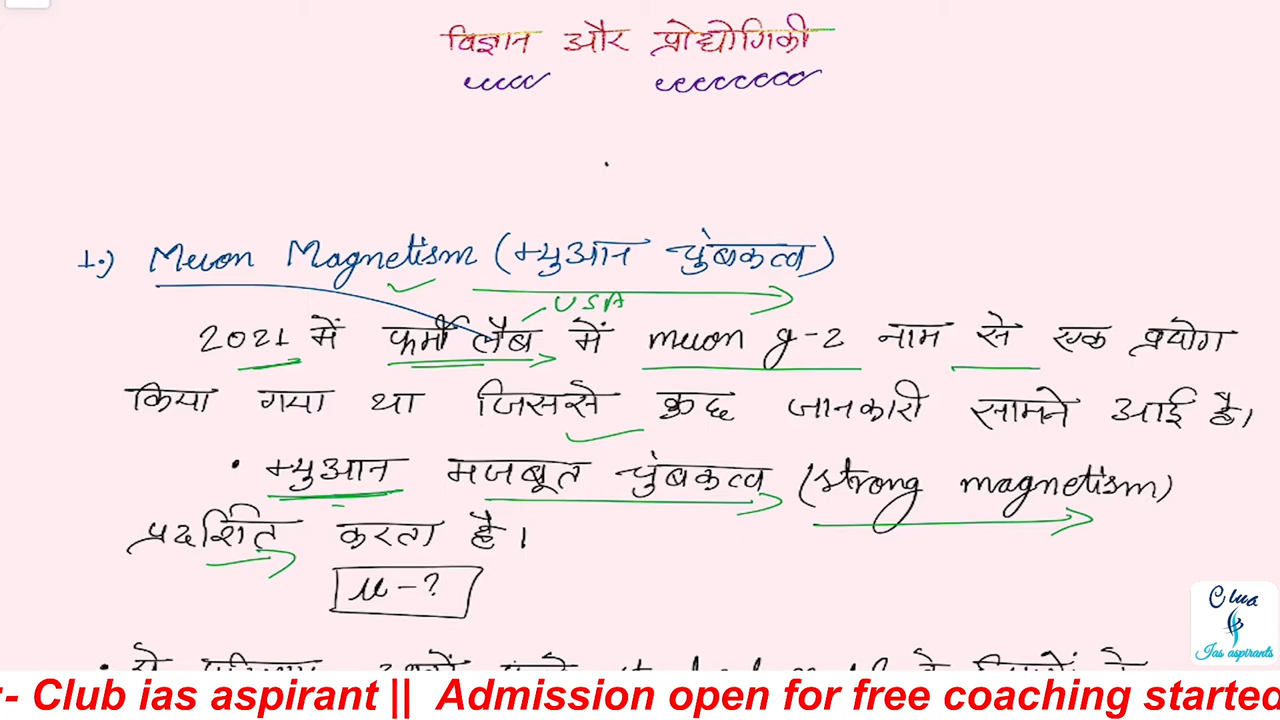 विज्ञान और प्रोद्योगिकी
1.) Muon Magnetism (म्युआन चुंबकत्व)
USA
2021 में फर्मी लैब में muon g-2 नाम से एक प्रयोग
किया गया था जिससे कुछ जानकारी सामने आई है।
• म्युआन मजबूत चुंबकत्व (strong magnetism)
प्रदर्शित करता है।
u - ?
Club
Ias aspirants
:- Club ias aspirant || Admission open for free coaching started